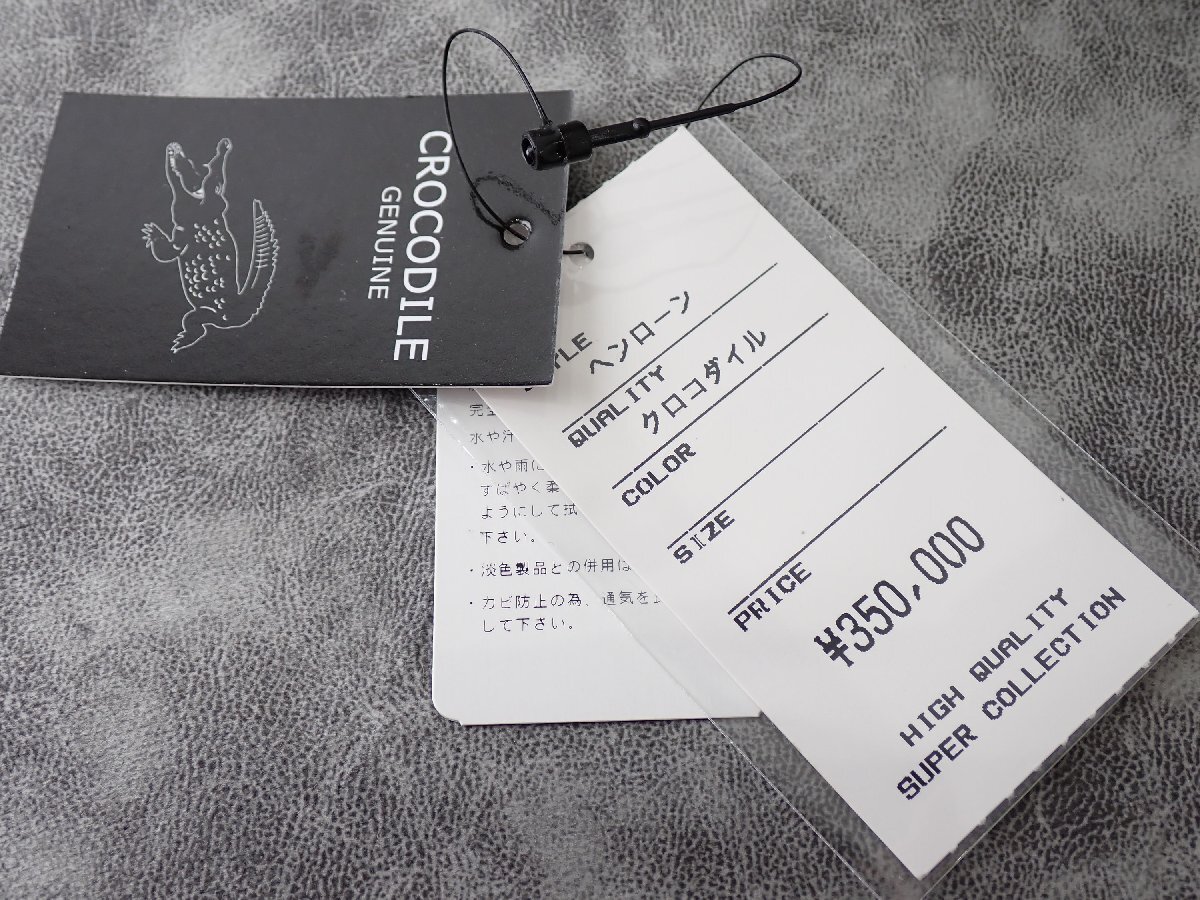 CROCODILE
GENUINE
ヘンローン
QUALITY
クロコダイル
COLOR
SIZE
PRICE
¥350,000
HIGH QUALITY
SUPER COLLECTION
水や汗
・水や雨に
すばやく柔
ようにして拭
下さい。
・淡色製品との併用は
・カビ防止の為、通気を
して下さい。